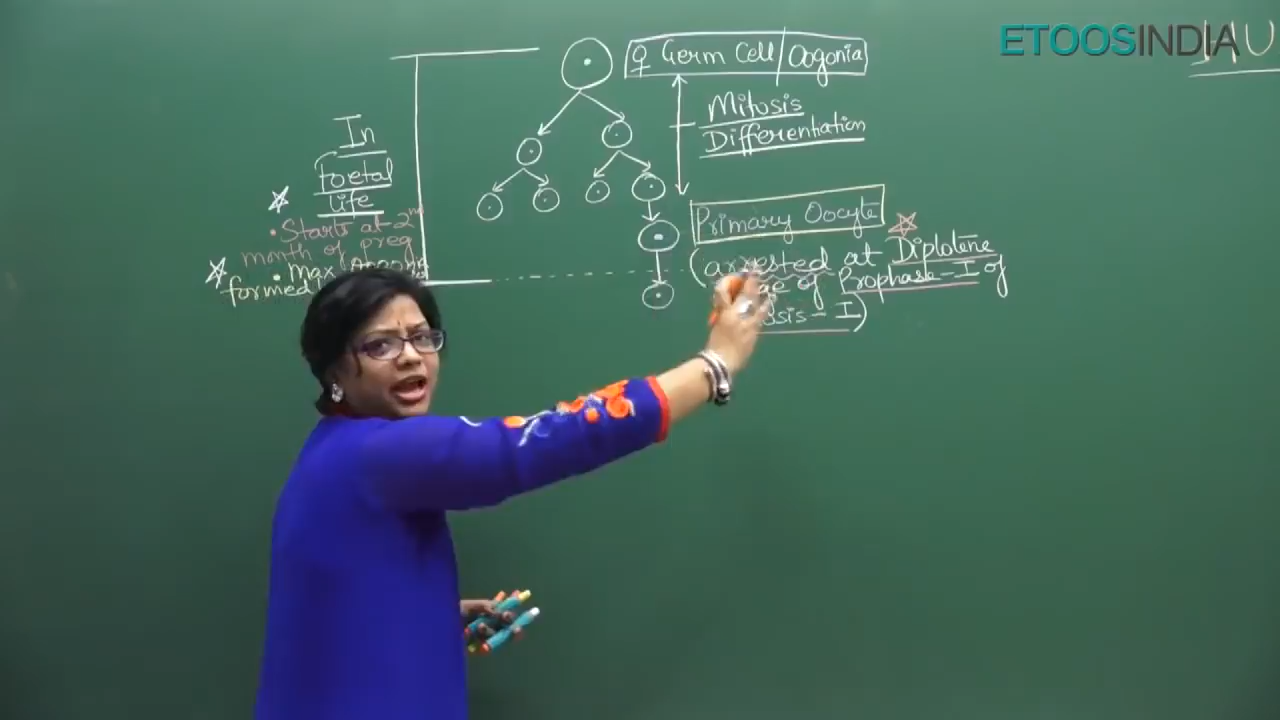 ETOOSINDIA
♀ Germ Cell/Oogonia
Mitosis
Differentiation
In
Foetal
life
• Starts at 2nd
month of preg
• Max
formed
Primary Oocyte
(arrested at Diplotene
of Prophase-I of
- I)